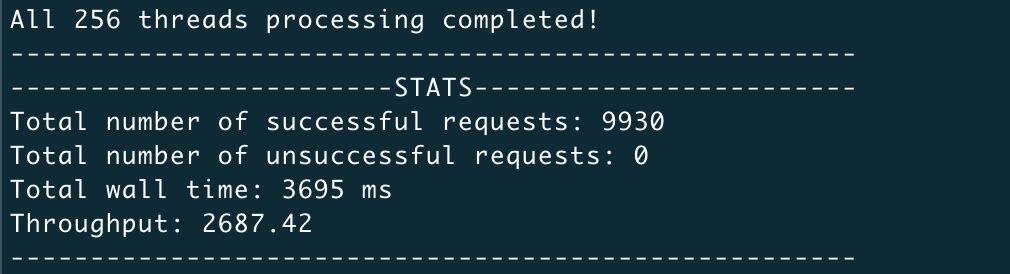 All 256 threads processing completed!
-----------------------------------------------------
------------------------STATS------------------------
Total number of successful requests: 9930
Total number of unsuccessful requests: 0
Total wall time: 3695 ms
Throughput: 2687.42
-----------------------------------------------------